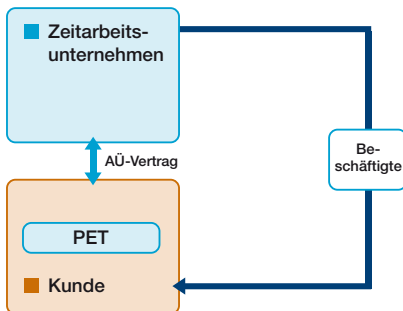 Zeitarbeits-
unternehmen
AÜ-Vertrag
Be-
schäftigte
PET
Kunde